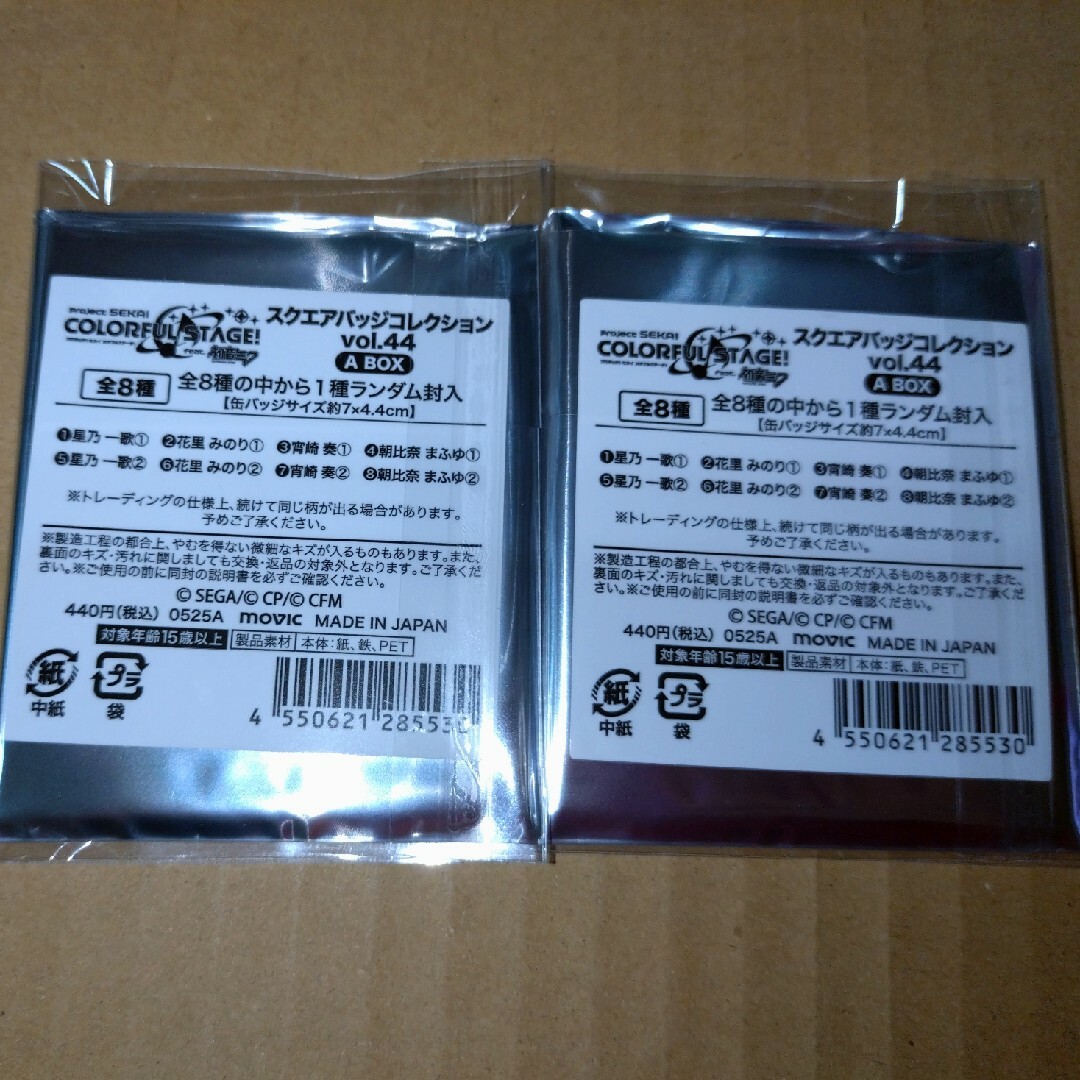 Project SEKAI
COLORFUL STAGE!
feat. 初音ミク
スクエアバッジコレクション
vol.44
A BOX
全8種
全8種の中から1種ランダム封入
【缶バッジサイズ約7×4.4cm】
❶星乃 一歌① ❷花里 みのり① ❸宵崎 奏① ❹朝比奈 まふゆ①
❺星乃 一歌② ❻花里 みのり② ❼宵崎 奏② ❽朝比奈 まふゆ②
※トレーディングの仕様上、続けて同じ柄が出る場合があります。
予めご了承ください。
※製造工程の都合上、やむを得ない微細なキズが入るものもあります。また、
裏面のキズ・汚れに関しましても交換・返品の対象外となります。ご了承くださ
い。※ご使用の前に同封の説明書を必ずご確認ください。
© SEGA/© CP/© CFM
440円(税込) 0525A movic MADE IN JAPAN
対象年齢15歳以上 製品素材 本体:紙、鉄、PET
紙
中紙
プラ
袋
4 550621 285530
Project SEKAI
COLORFUL STAGE!
feat. 初音ミク
スクエアバッジコレクション
vol.44
A BOX
全8種
全8種の中から1種ランダム封入
【缶バッジサイズ約7×4.4cm】
❶星乃 一歌① ❷花里 みのり① ❸宵崎 奏① ❹朝比奈 まふゆ①
❺星乃 一歌② ❻花里 みのり② ❼宵崎 奏② ❽朝比奈 まふゆ②
※トレーディングの仕様上、続けて同じ柄が出る場合があります。
予めご了承ください。
※製造工程の都合上、やむを得ない微細なキズが入るものもあります。また、
裏面のキズ・汚れに関しましても交換・返品の対象外となります。ご了承くださ
い。※ご使用の前に同封の説明書を必ずご確認ください。
© SEGA/© CP/© CFM
440円(税込) 0525A movic MADE IN JAPAN
対象年齢15歳以上 製品素材 本体:紙、鉄、PET
紙
中紙
プラ
袋
4 550621 285530